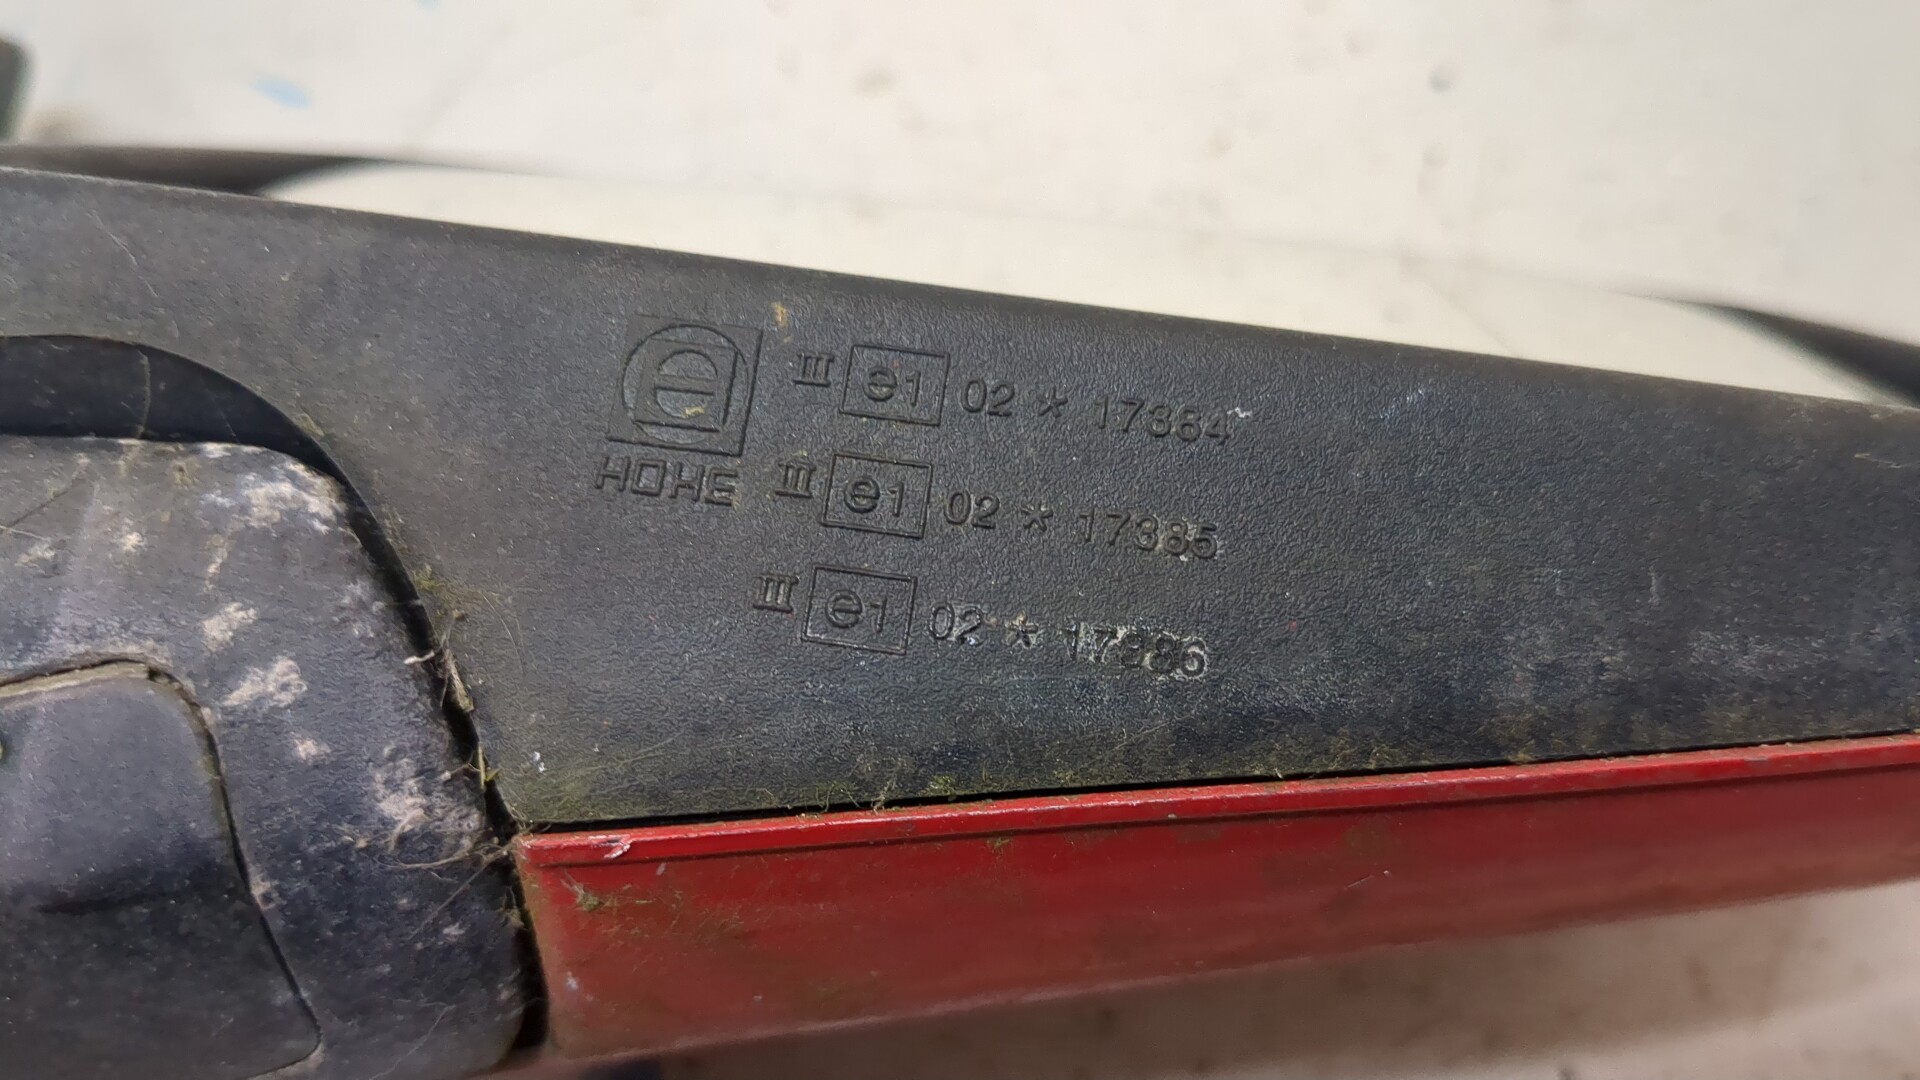 e III e1 02 * 17384
HOHE III e1 02 * 17385
III e1 02 * 17386